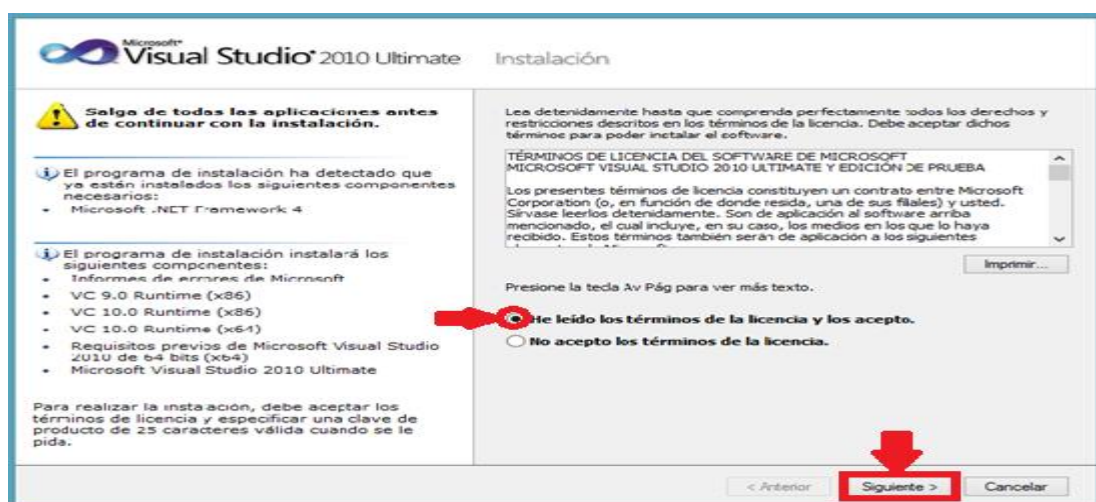 Microsoft®
Visual Studio® 2010 Ultimate
Instalación
Salga de todas las aplicaciones antes
de continuar con la instalación.
El programa de instalación ha detectado que
ya están instalados los siguientes componentes
necesarios:
• Microsoft .NET Framework 4
El programa de instalación instalará los
siguientes componentes:
• Informes de errores de Microsoft
• VC 9.0 Runtime (x86)
• VC 10.0 Runtime (x86)
• VC 10.0 Runtime (x64)
• Requisitos previos de Microsoft Visual Studio
2010 de 64 bits (x64)
• Microsoft Visual Studio 2010 Ultimate
Para realizar la instalación, debe aceptar los
términos de licencia y especificar una clave de
producto de 25 caracteres válida cuando se le
pida.
Lea detenidamente hasta que comprenda perfectamente todos los derechos y
restricciones descritos en los términos de la licencia. Debe aceptar dichos
términos para poder instalar el software.
TÉRMINOS DE LICENCIA DEL SOFTWARE DE MICROSOFT
MICROSOFT VISUAL STUDIO 2010 ULTIMATE Y EDICIÓN DE PRUEBA
Los presentes términos de licencia constituyen un contrato entre Microsoft
Corporation (o, en función de donde resida, una de sus filiales) y usted.
Sírvase leerlos detenidamente. Son de aplicación al software arriba
mencionado, el cual incluye, en su caso, los medios en los que lo haya
recibido. Estos términos también serán de aplicación a los siguientes
Imprimir...
Presione la tecla Av Pág para ver más texto.
He leído los términos de la licencia y los acepto.
No acepto los términos de la licencia.
< Anterior
Siguiente >
Cancelar